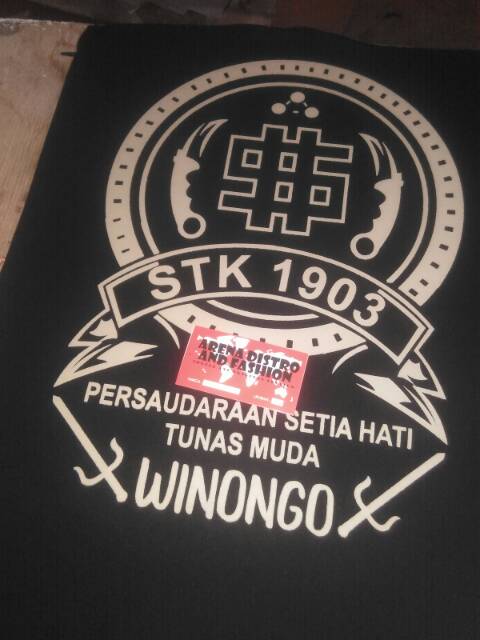 STK 1903
ARENA DISTRO
AND FASHION
PERSAUDARAAN SETIA HATI
TUNAS MUDA
WINONGO